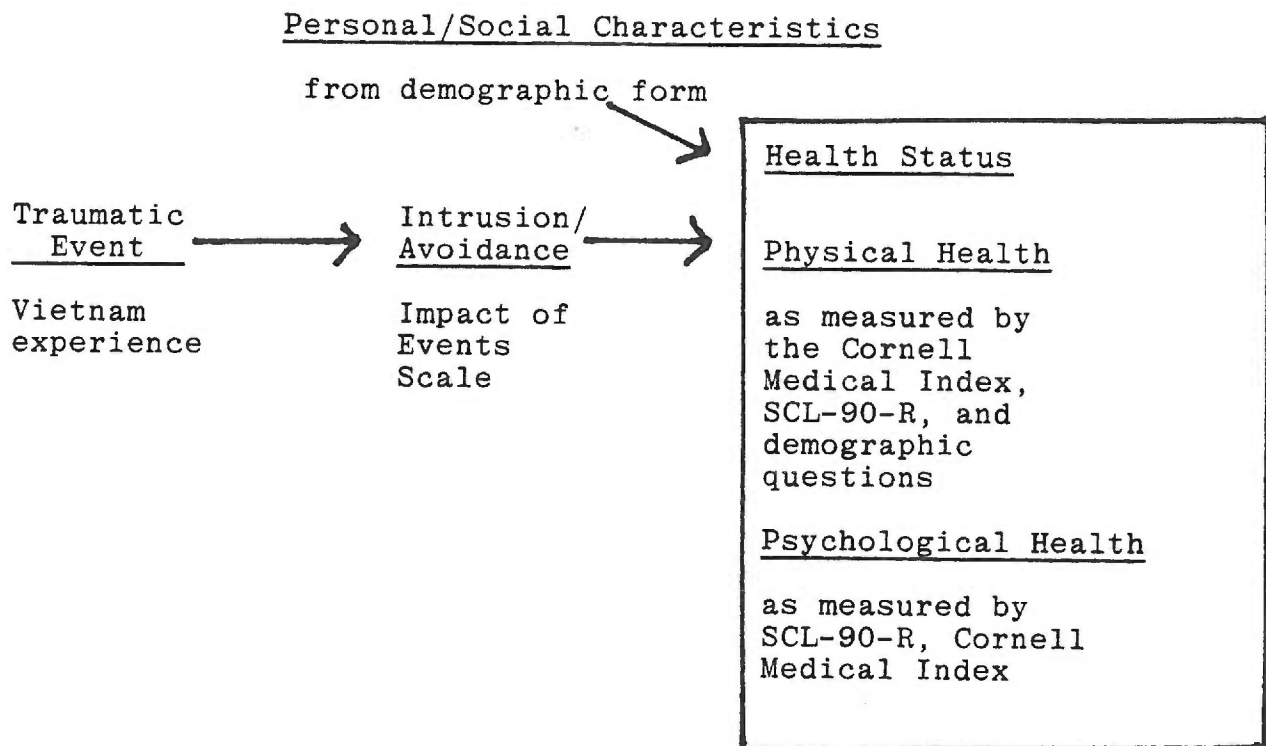 Personal/Social Characteristics
from demographic form
Traumatic
Event
Vietnam
experience
Intrusion/
Avoidance
Impact of
Events
Scale
Health Status
Physical Health
as measured by
the Cornell
Medical Index,
SCL-90-R, and
demographic
questions
Psychological Health
as measured by
SCL-90-R, Cornell
Medical Index